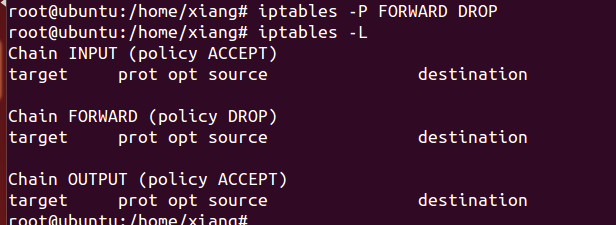 root@ubuntu:/home/xiang# iptables -P FORWARD DROP
root@ubuntu:/home/xiang# iptables -L
Chain INPUT (policy ACCEPT)
target     prot opt source               destination

Chain FORWARD (policy DROP)
target     prot opt source               destination

Chain OUTPUT (policy ACCEPT)
target     prot opt source               destination
root@ubuntu:/home/xiang#